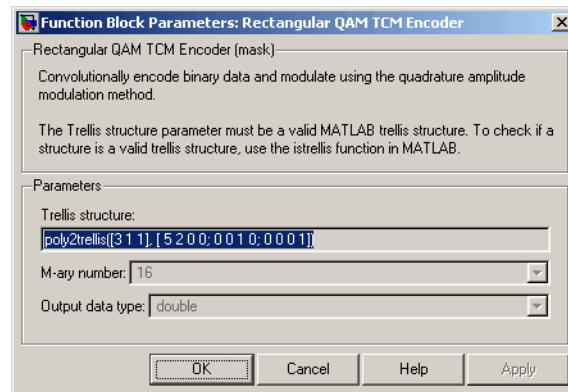 Function Block Parameters: Rectangular QAM TCM Encoder
Rectangular QAM TCM Encoder (mask)
Convolutionally encode binary data and modulate using the quadrature amplitude
modulation method.
The Trellis structure parameter must be a valid MATLAB trellis structure. To check if a
structure is a valid trellis structure, use the istrellis function in MATLAB.
Parameters
Trellis structure:
poly2trellis([3 1 1], [ 5 2 0 0; 0 0 1 0; 0 0 0 1])
M-ary number: 16
Output data type: double
OK Cancel Help Apply